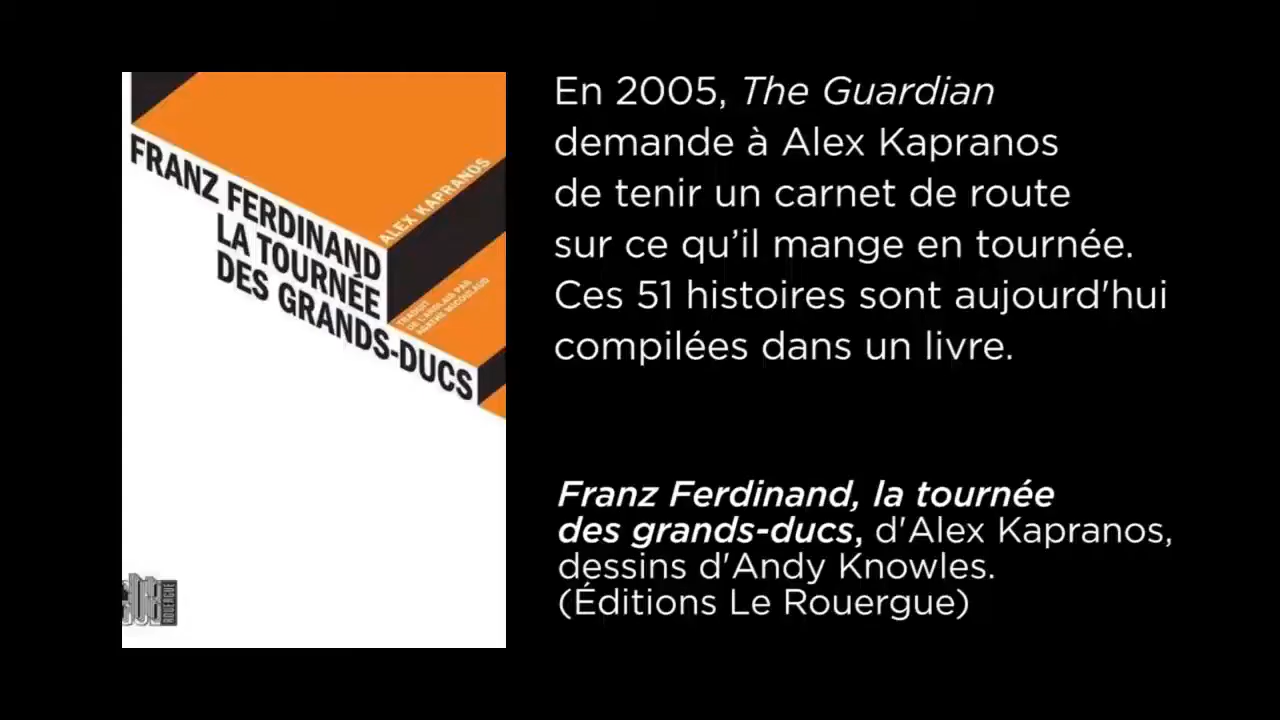 FRANZ FERDINAND
LA TOURNÉE
DES GRANDS-DUCS
ALEX KAPRANOS
TRADUIT
DE L'ANGLAIS PAR
AGATHE
ROUERGUE
En 2005, The Guardian
demande à Alex Kapranos
de tenir un carnet de route
sur ce qu’il mange en tournée.
Ces 51 histoires sont aujourd'hui
compilées dans un livre.
Franz Ferdinand, la tournée
des grands-ducs, d'Alex Kapranos,
dessins d'Andy Knowles.
(Éditions Le Rouergue)